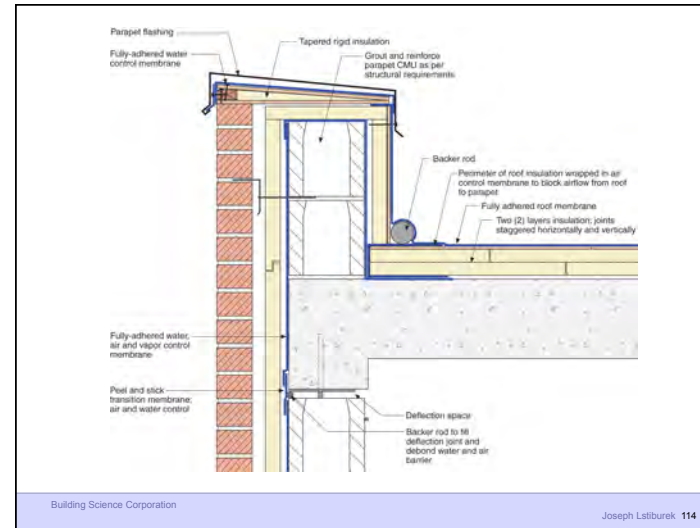 Parapet flashing
Fully-adhered water
control membrane
Tapered rigid insulation
Grout and reinforce
parapet CMU as per
structural requirements
Backer rod
Perimeter of roof insulation wrapped in air
control membrane to block airflow from roof
to parapet
Fully adhered roof membrane
Two (2) layers insulation; joints
staggered horizontally and vertically
Fully-adhered water,
air and vapor control
membrane
Peel and stick
transition membrane;
air and water control
Deflection space
Backer rod to fill
deflection joint and
debond water and air
barrier
Building Science Corporation
Joseph Lstiburek 114